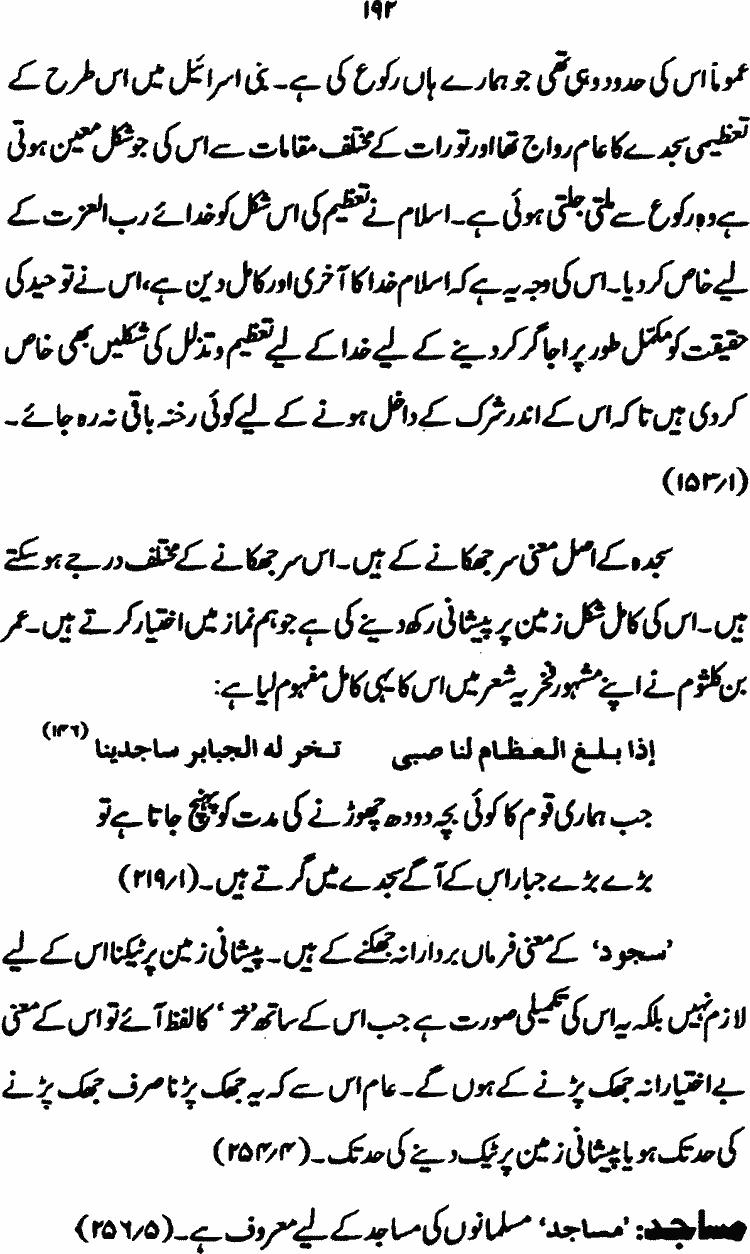 ۱۹۲
عموماً اس کی حدود وہی تھی جو ہمارے ہاں رکوع کی ہے۔ بنی اسرائیل میں اس طرح کے
تعظیمی سجدے کا عام رواج تھا اور تورات کے مختلف مقامات سے اس کی جو شکل معین ہوتی
ہے وہ رکوع سے ملتی جلتی ہوئی ہے۔ اسلام نے تعظیم کی اس شکل کو خدائے رب العزت کے
لیے خاص کر دیا۔ اس کی وجہ یہ ہے کہ اسلام خدا کا آخری اور کامل دین ہے، اس نے توحید کی
حقیقت کو مکمل طور پر اجاگر کر دینے کے لیے خدا کے لیے تعظیم و تذلل کی شکلیں بھی خاص
کر دی ہیں تا کہ اس کے اندر شرک کے داخل ہونے کے لیے کوئی رخنہ باقی نہ رہ جائے۔
(۱/۱۵۳)
سجدہ کے اصل معنی سر جھکانے کے ہیں۔ اس سر جھکانے کے مختلف درجے ہو سکتے
ہیں۔ اس کی کامل شکل زمین پر پیشانی رکھ دینے کی ہے جو ہم نماز میں اختیار کرتے ہیں۔ عمر
بن کلثوم نے اپنے مشہور فخریہ شعر میں اس کا یہی کامل مفہوم لیا ہے:
إذا بلغ العظام لنا صبی تخر له الجبابر ساجدینا (۱۴۶)
جب ہماری قوم کا کوئی بچہ دودھ چھوڑنے کی مدت کو پہنچ جاتا ہے تو
بڑے بڑے جبار اس کے آگے سجدے میں گرتے ہیں۔ (۱/۲۱۹)
’سجود‘ کے معنی فرماں بردارانہ جھکنے کے ہیں۔ پیشانی زمین پر ٹیکنا اس کے لیے
لازم نہیں بلکہ یہ اس کی تکمیلی صورت ہے جب اس کے ساتھ ’خر‘ کا لفظ آئے تو اس کے معنی
بے اختیارانہ جھک پڑنے کے ہوں گے۔ عام اس سے کہ یہ جھک پڑنا صرف جھک پڑنے
کی حد تک ہو یا پیشانی زمین پر ٹیک دینے کی حد تک۔ (۴/۲۵۴)
مساجد: ’مساجد‘ مسلمانوں کی مساجد کے لیے معروف ہے۔ (۵/۲۵۶)